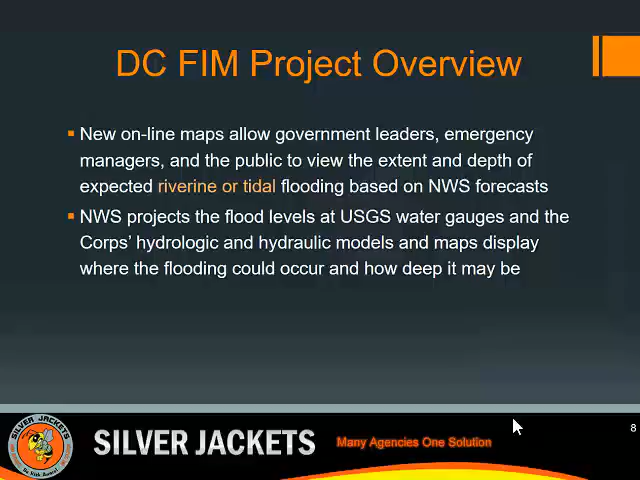 DC FIM Project Overview
New on-line maps allow government leaders, emergency
managers, and the public to view the extent and depth of
expected riverine or tidal flooding based on NWS forecasts
NWS projects the flood levels at USGS water gauges and the
Corps' hydrologic and hydraulic models and maps display
where the flooding could occur and how deep it may be
SILVER JACKETS
SILVER JACKETS
Many Agencies One Solution
8